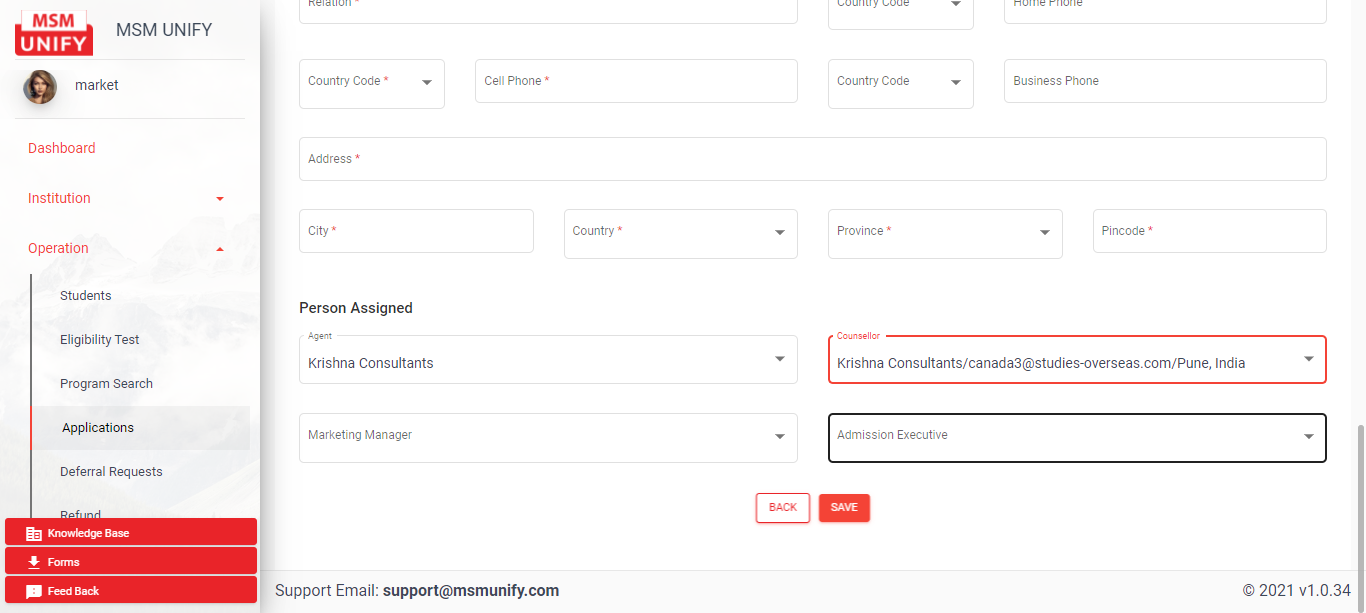 MSM
UNIFY
MSM UNIFY
market
Dashboard
Institution
Operation
Students
Eligibility Test
Program Search
Applications
Deferral Requests
Refund
Knowledge Base
Forms
Feed Back
Relation *
Country Code
Home Phone
Country Code *
Cell Phone *
Country Code
Business Phone
Address *
City *
Country *
Province *
Pincode *
Person Assigned
Agent
Krishna Consultants
Counsellor
Krishna Consultants/canada3@studies-overseas.com/Pune, India
Marketing Manager
Admission Executive
BACK
SAVE
Support Email: support@msmunify.com
© 2021 v1.0.34